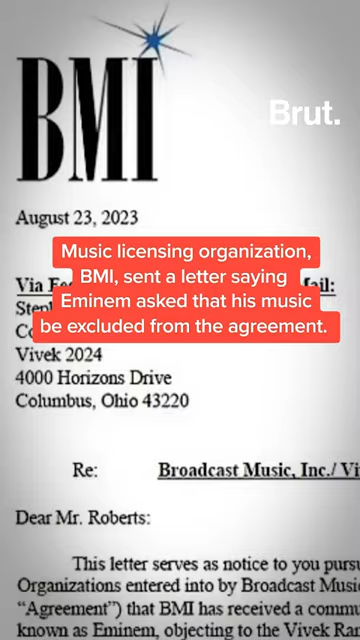 BMI
Brut.
August 23, 2023
Music licensing organization,
BMI, sent a letter saying
Eminem asked that his music
be excluded from the agreement.
Via
Vivek 2024
4000 Horizons Drive
Columbus, Ohio 43220
Re: Broadcast Music, Inc./
Dear Mr. Roberts:
This letter serves as notice to you
Organizations entered into by Broadcast
“Agreement”) that BMI has received a
known as Eminem, objecting to the Vivek